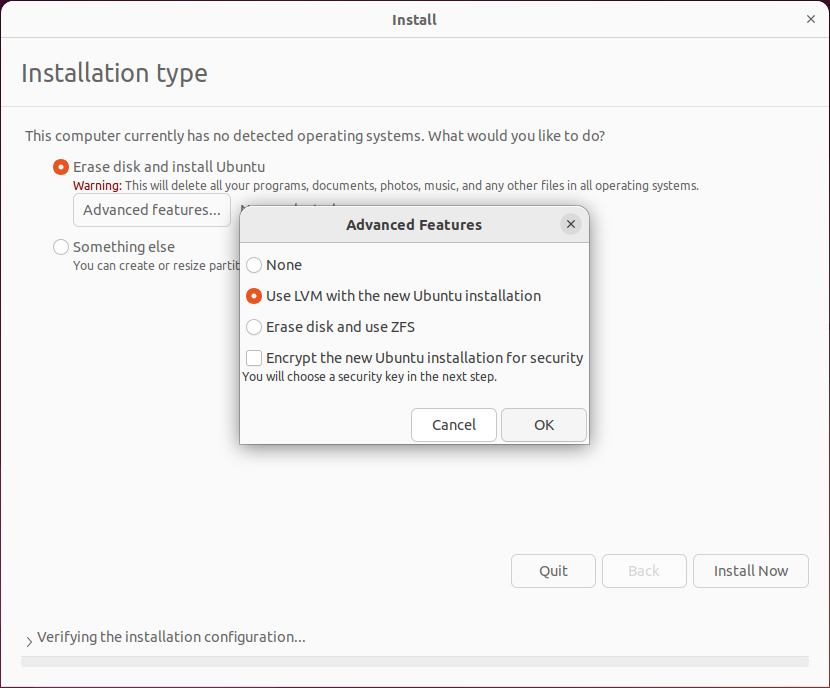 Install
Installation type
This computer currently has no detected operating systems. What would you like to do?
Erase disk and install Ubuntu
Warning: This will delete all your programs, documents, photos, music, and any other files in all operating systems.
Advanced features...
Something else
You can create or resize
Advanced Features
None
Use LVM with the new Ubuntu installation
Erase disk and use ZFS
Encrypt the new Ubuntu installation for security
You will choose a security key in the next step.
Cancel OK
Quit Back Install Now
Verifying the installation configuration...